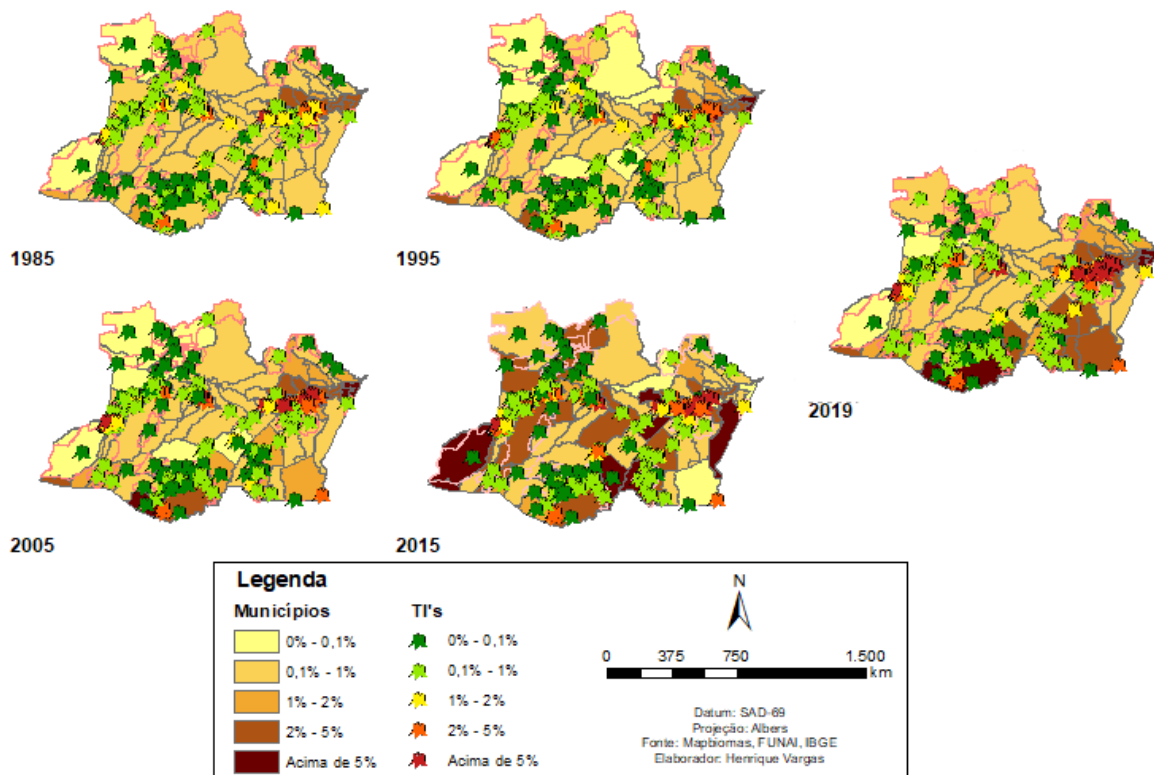 1985
1995
2005
2015
2019
Legenda
Municípios
TI's
0% - 0,1%
0% - 0,1%
0,1% - 1%
0,1% - 1%
1% - 2%
1% - 2%
2% - 5%
2% - 5%
Acima de 5%
Acima de 5%
N
0 375 750 1.500
km
Datum: SAD-69
Projeção: Albers
Fonte: Mapbiomas, FUNAI, IBGE
Elaborador: Henrique Vargas